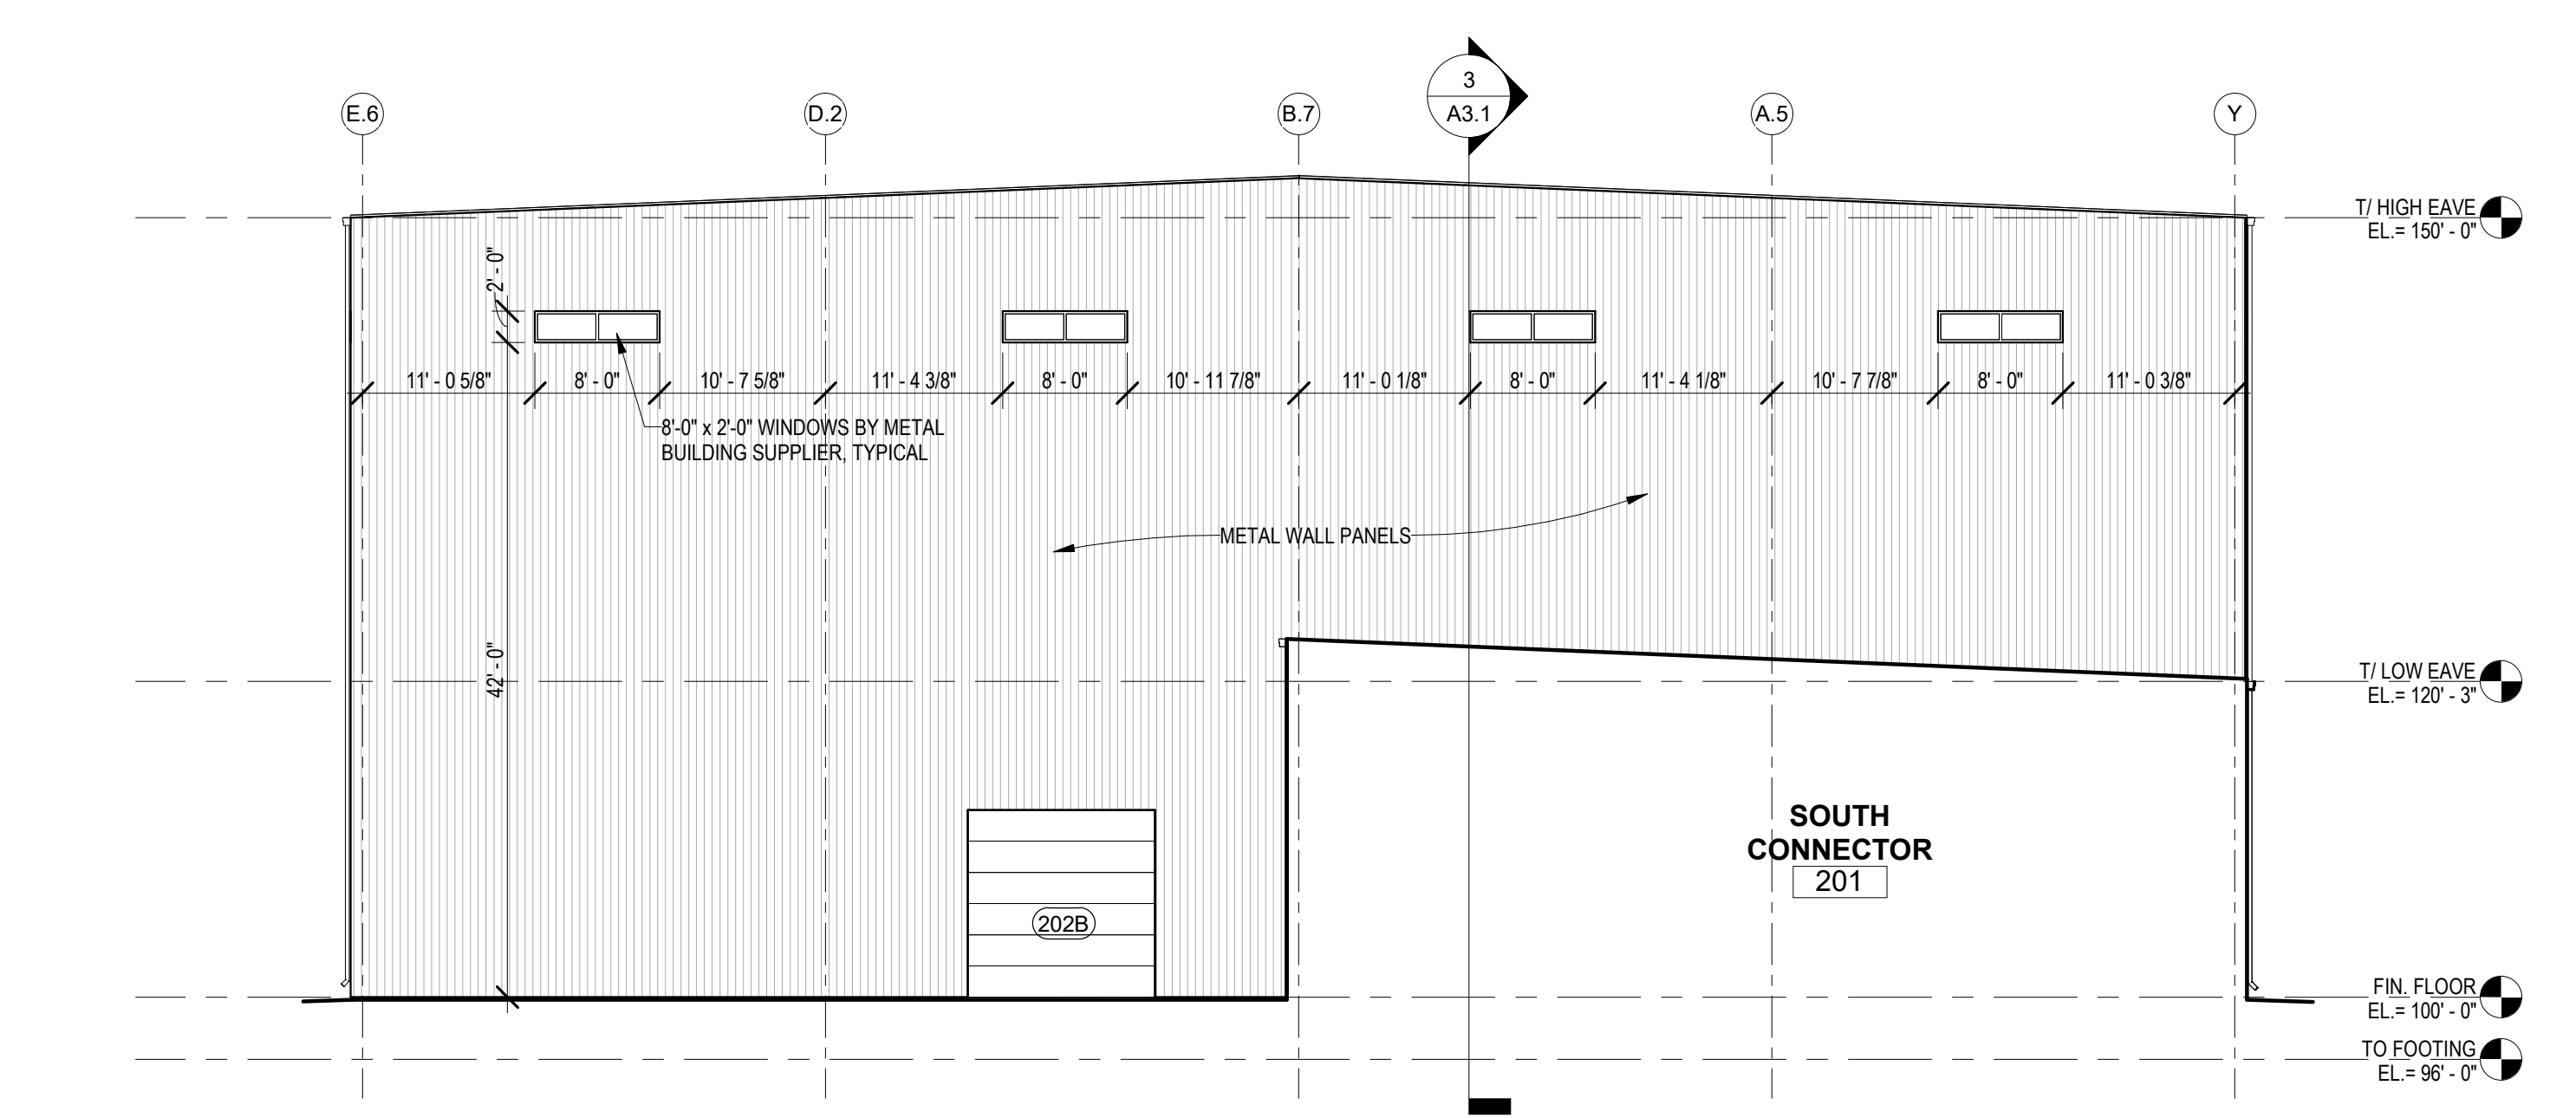 3
A3.1
E.6
D.2
B.7
A.5
Y
T/ HIGH EAVE
EL.= 150' - 0"
2' - 0"
11' - 0 5/8"
8' - 0"
10' - 7 5/8"
11' - 4 3/8"
8' - 0"
10' - 11 7/8"
11' - 0 1/8"
8' - 0"
11' - 4 1/8"
10' - 7 7/8"
8' - 0"
11' - 0 3/8"
8'-0" x 2'-0" WINDOWS BY METAL
BUILDING SUPPLIER, TYPICAL
METAL WALL PANELS
42' - 0"
T/ LOW EAVE
EL.= 120' - 3"
SOUTH
CONNECTOR
201
202B
FIN. FLOOR
EL.= 100' - 0"
TO FOOTING
EL.= 96' - 0"